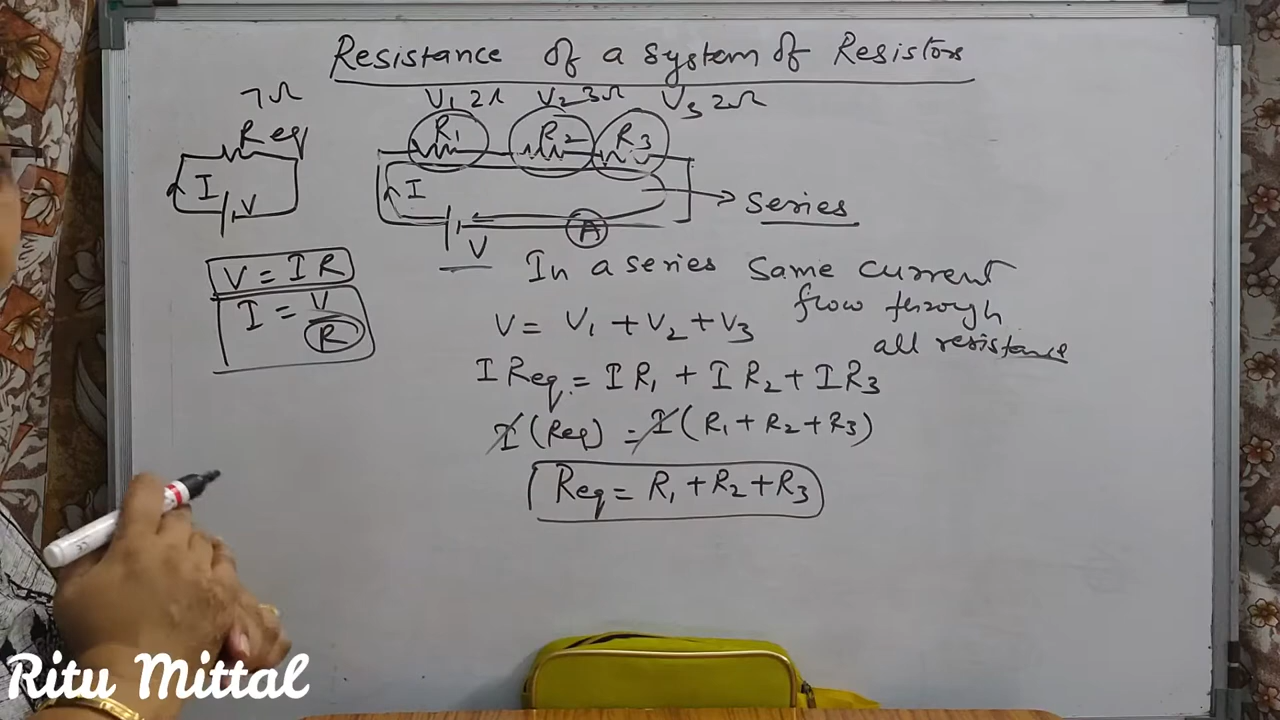 Resistance of a system of Resistors
7Ω
V1 2Ω V2 3Ω V3 2Ω
Req
R1 R2 R3
I V
I
V
A
Series
V = IR
I = V/R
In a series same current
flow through
all resistance
V = V1 + V2 + V3
I Req = I R1 + I R2 + I R3
I (Req) = I (R1 + R2 + R3)
Req = R1 + R2 + R3
Ritu Mittal